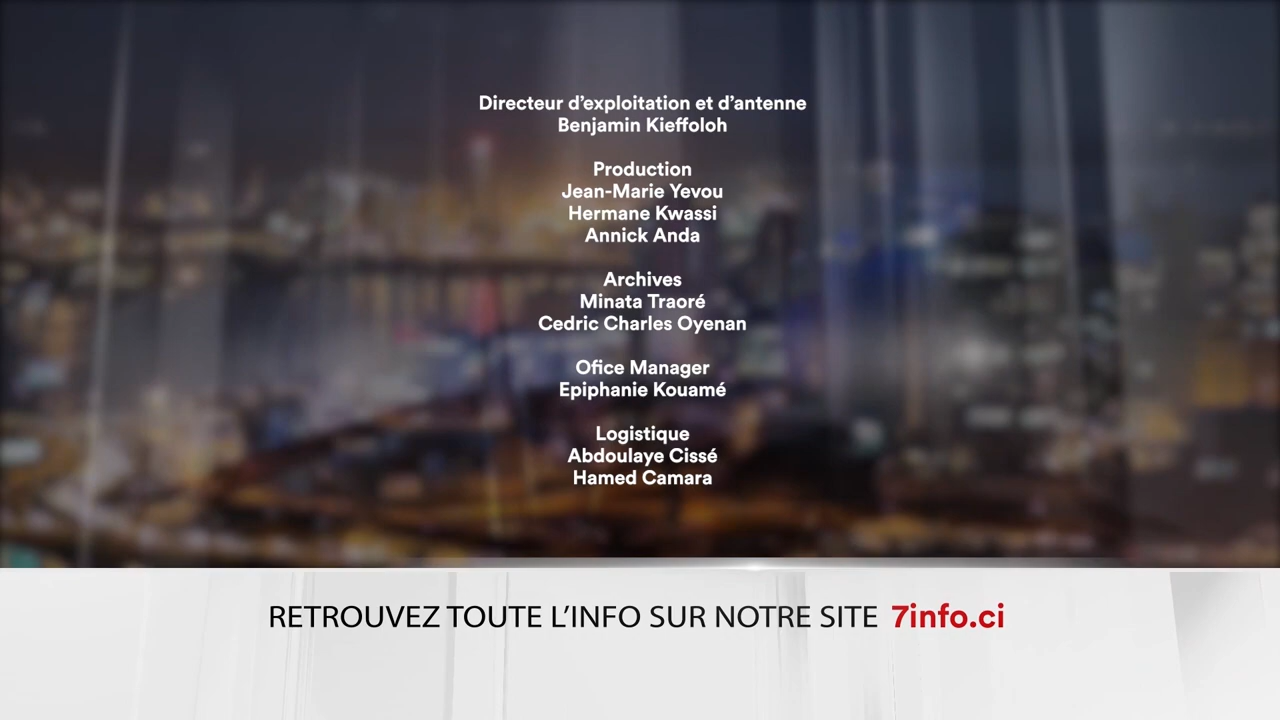 Directeur d'exploitation et d'antenne
Benjamin Kieffoloh
Production
Jean-Marie Yevou
Hermane Kwassi
Annick Anda
Archives
Minata Traoré
Cedric Charles Oyenan
Ofice Manager
Epiphanie Kouamé
Logistique
Abdoulaye Cissé
Hamed Camara
RETROUVEZ TOUTE L'INFO SUR NOTRE SITE 7info.ci